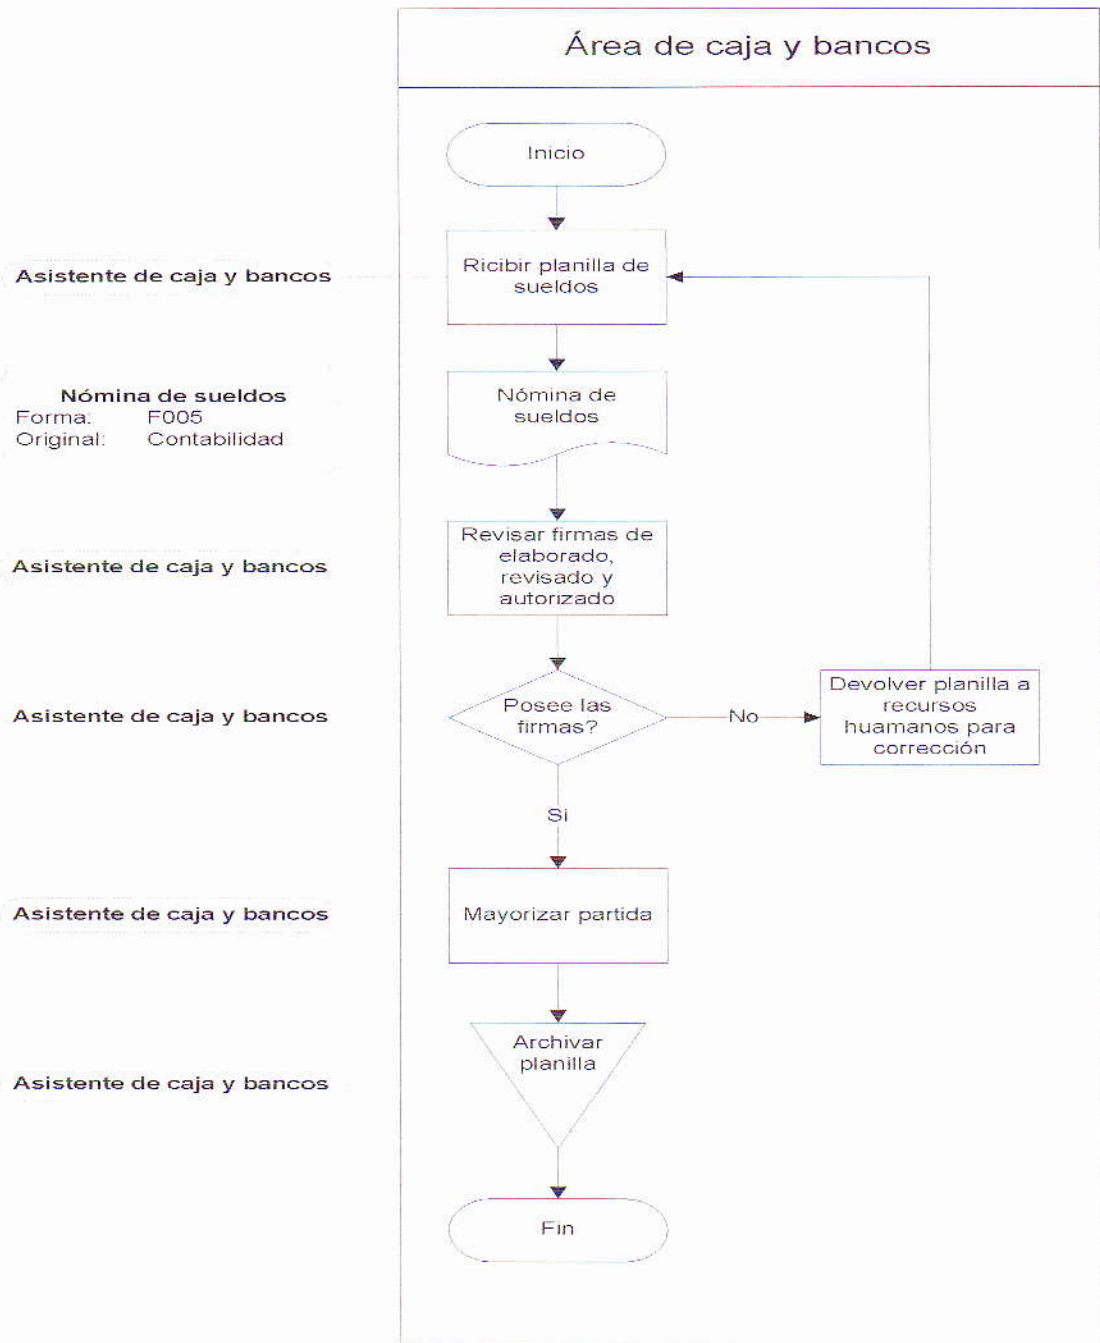 Área de caja y bancos
Inicio
Asistente de caja y bancos
Ricibir planilla de
sueldos
Nómina de sueldos
Forma: F005
Original: Contabilidad
Nómina de
sueldos
Asistente de caja y bancos
Revisar firmas de
elaborado,
revisado y
autorizado
Asistente de caja y bancos
Posee las
firmas?
No
Devolver planilla a
recursos
huamanos para
corrección
Si
Asistente de caja y bancos
Mayorizar partida
Asistente de caja y bancos
Archivar
planilla
Fin